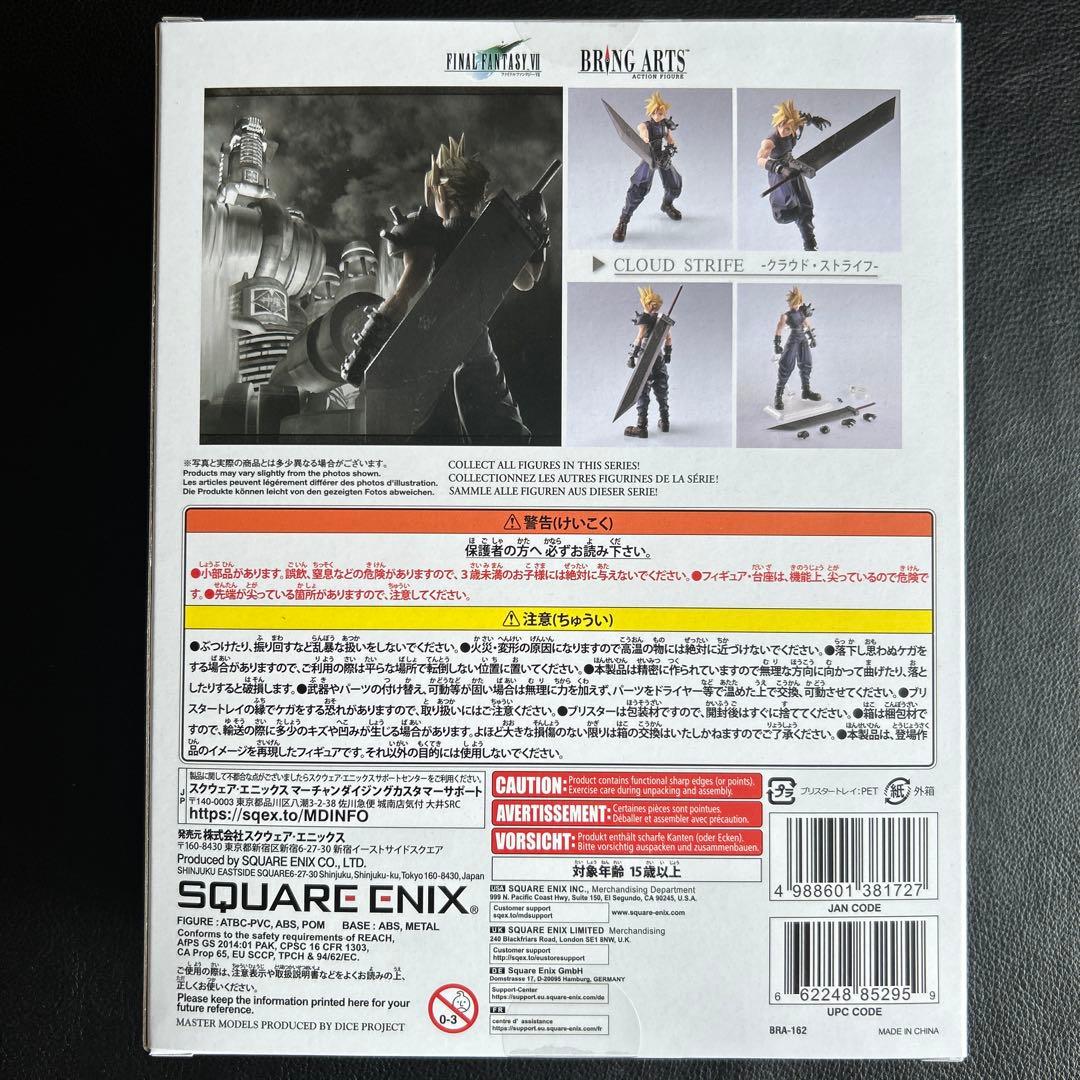 FINAL FANTASY VII
ファイナルファンタジーVII
BRING ARTS™
ACTION FIGURE
CLOUD STRIFE -クラウド・ストライフ-
※写真と実際の商品とは多少異なる場合がございます。
Products may vary slightly from the photos shown.
Les articles peuvent légérement différer des photos d'illustration.
Die Produkte können leicht von den gezeigten Fotos abweichen.
COLLECT ALL FIGURES IN THIS SERIES!
COLLECTIONNEZ LES AUTRES FIGURINES DE LA SÉRIE!
SAMMLE ALLE FIGUREN AUS DIESER SERIE!
⚠警告(けいこく)
保護者の方へ 必ずお読み下さい。
●小部品があります。誤飲、窒息などの危険がありますので、3歳未満のお子様には絶対に与えないでください。●フィギュア・台座は、機能上、尖っているので危険で
す。●先端が尖っている箇所がありますので、注意してください。
⚠注意(ちゅうい)
●ぶつけたり、振り回すなど乱暴な扱いをしないでください。●火災・変形の原因になりますので高温の物には絶対に近づけないでください。●落下し思わぬケガを
する場合がありますので、ご利用の際は平らな場所で転倒しない位置に置いてください。●本製品は精密に作られていますので無理な方向に向かって曲げたり、落と
したりすると破損します。●武器やパーツの付け替え、可動等が固い場合は無理に力を加えず、パーツをドライヤー等で温めた上で交換、可動させてください。●ブリ
スタートレイの縁でケガをする恐れがありますので、取り扱いにはご注意ください。●ブリスターは包装材ですので、開封後はすぐに捨ててください。●箱は梱包材で
すので、輸送の際に多少のキズや凹みが生じる場合があります。よほど大きな損傷のない限りは箱の交換はいたしかねますのでご了承ください。●本製品は、登場作
品のイメージを再現したフィギュアです。それ以外の目的には使用しないでください。
JP
製品に関して不都合な点がございましたらスクウェア・エニックスサポートセンターをご利用ください。
スクウェア・エニックス マーチャンダイジングカスタマーサポート
〒140-0003 東京都品川区八潮3-2-38 佐川急便 城南店気付 大井SRC
https://sqex.to/MDINFO
発売元 株式会社スクウェア・エニックス
〒160-8430 東京都新宿区新宿6-27-30 新宿イーストサイドスクエア
Produced by SQUARE ENIX CO., LTD.
SHINJUKU EASTSIDE SQUARE6-27-30 Shinjuku, Shinjuku-ku,Tokyo 160-8430, Japan
SQUARE ENIX®
FIGURE : ATBC-PVC, ABS, POM BASE : ABS, METAL
Conforms to the safety requirements of REACH,
AfPS GS 2014:01 PAK, CPSC 16 CFR 1303,
CA Prop 65, EU SCCP, TPCH & 94/62/EC.
ご使用の際は、注意表示や取扱説明書などをよくお読みの上、
正しくお使いください。
Please keep the information printed here for your
future reference.
MASTER MODELS PRODUCED BY DICE PROJECT
0-3
CAUTION: Product contains functional sharp edges (or points).
Exercise care during unpacking and assembly.
AVERTISSEMENT: Certaines pièces sont pointues.
Déballer et assembler avec précaution.
VORSICHT: Produkt enthält scharfe Kanten (oder Ecken).
Bitte vorsichtig auspacken und zusammenbauen.
対象年齢 15歳以上
USA SQUARE ENIX INC., Merchandising Department
999 N. Pacific Coast Hwy, Suite 150, El Segundo, CA 90245, U.S.A.
Customer support
sqex.to/mdsupport
www.square-enix.com
UK SQUARE ENIX LIMITED Merchandising
240 Blackfriars Road, London SE1 8NW, U.K.
Customer support
http://sqex.to/eustoresupport
DE Square Enix GmbH
Domstrasse 17, D-20095 Hamburg, GERMANY
Support-Center
https://support.eu.square-enix.com/de
FR
centre d' assistance
https://support.eu.square-enix.com/fr
プラ
ブリスタートレイ:PET
紙
外箱
4 988601 381727
JAN CODE
6 62248 85295 9
UPC CODE
BRA-162
MADE IN CHINA